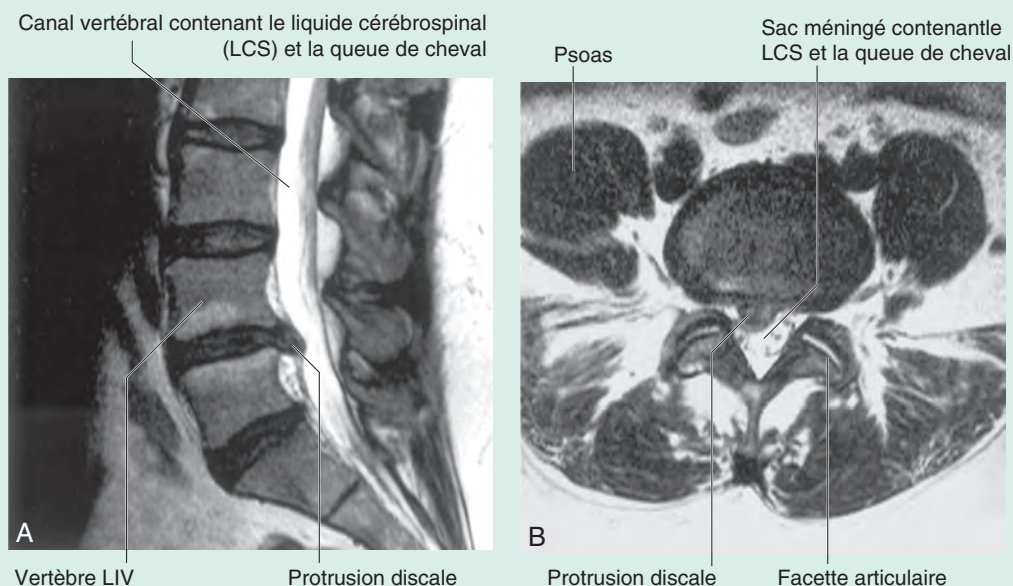 Canal vertébral contenant le liquide cérébrospinal
(LCS) et la queue de cheval
Sac méningé contenantle
LCS et la queue de cheval
Psoas
A
B
Vertèbre LIV
Protrusion discale
Protrusion discale
Facette articulaire